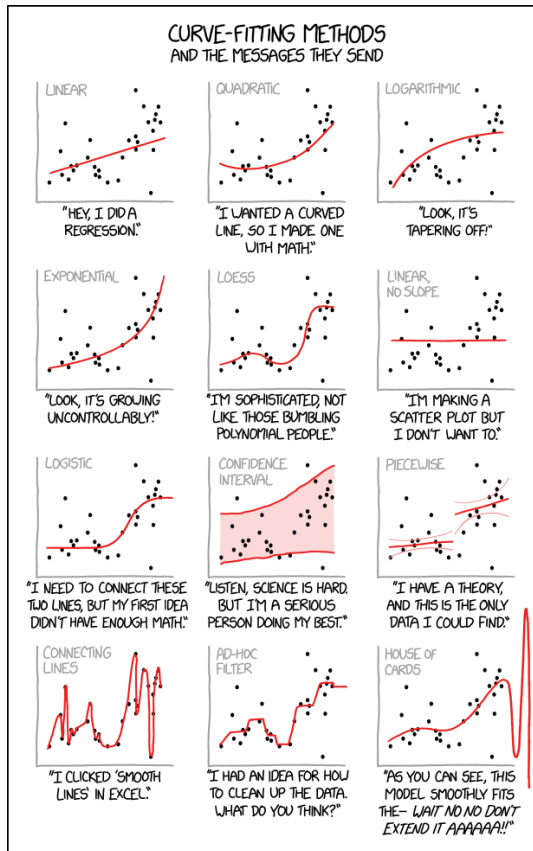 CURVE-FITTING METHODS
AND THE MESSAGES THEY SEND
LINEAR
"HEY, I DID A
REGRESSION."
QUADRATIC
"I WANTED A CURVED
LINE, SO I MADE ONE
WITH MATH."
LOGARITHMIC
"LOOK, IT'S
TAPERING OFF!"
EXPONENTIAL
"LOOK, IT'S GROWING
UNCONTROLLABLY!"
LOESS
"I'M SOPHISTICATED, NOT
LIKE THOSE BUMBLING
POLYNOMIAL PEOPLE."
LINEAR,
NO SLOPE
"I'M MAKING A
SCATTER PLOT BUT
I DON'T WANT TO."
LOGISTIC
"I NEED TO CONNECT THESE
TWO LINES, BUT MY FIRST IDEA
DIDN'T HAVE ENOUGH MATH."
CONFIDENCE
INTERVAL
"LISTEN, SCIENCE IS HARD.
BUT I'M A SERIOUS
PERSON DOING MY BEST."
PIECEWISE
"I HAVE A THEORY,
AND THIS IS THE ONLY
DATA I COULD FIND."
CONNECTING
LINES
"I CLICKED 'SMOOTH
LINES' IN EXCEL."
AD-HOC
FILTER
"I HAD AN IDEA FOR HOW
TO CLEAN UP THE DATA.
WHAT DO YOU THINK?"
HOUSE OF
CARDS
"AS YOU CAN SEE, THIS
MODEL SMOOTHLY FITS
THE- WAIT NO NO DON'T
EXTEND IT AAAAAA!!"